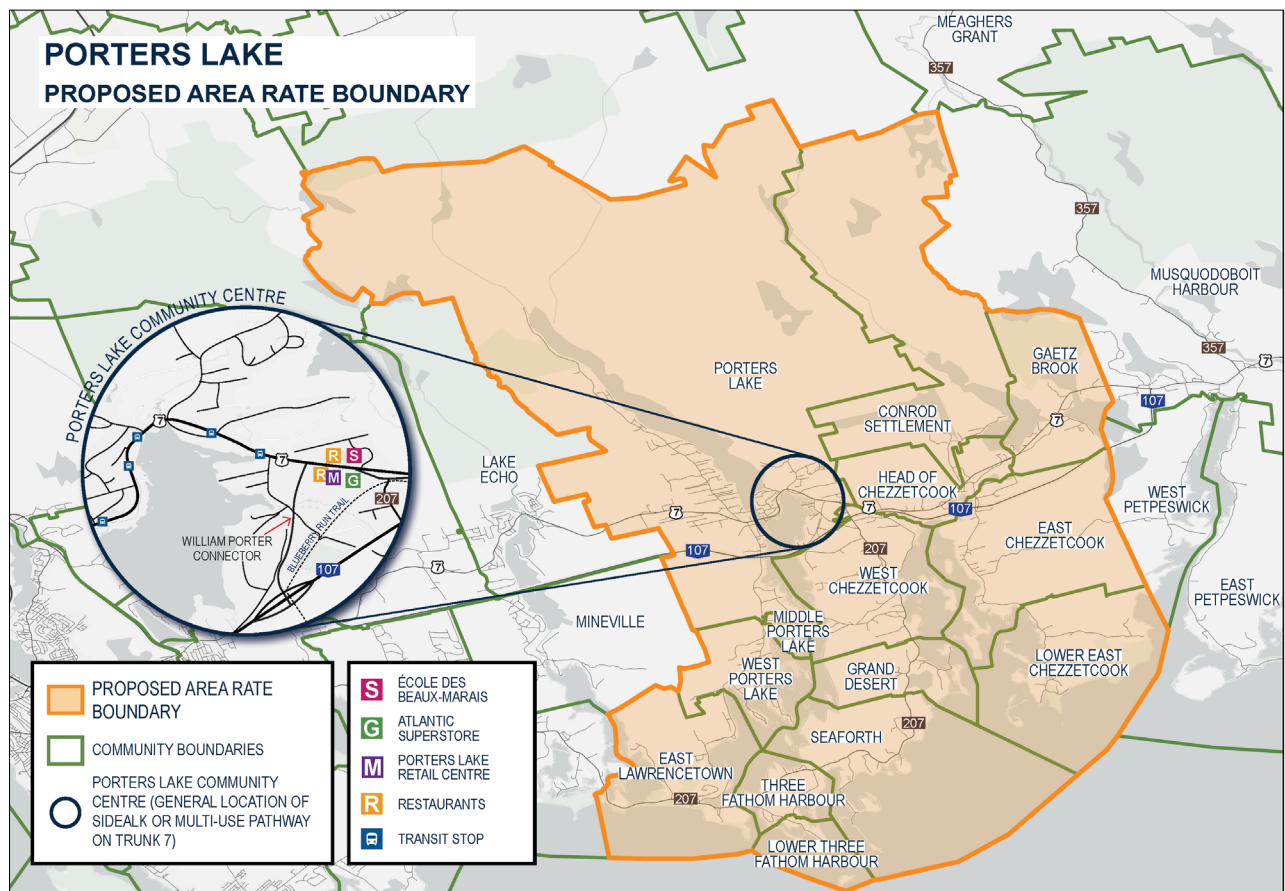 PORTERS LAKE
PROPOSED AREA RATE BOUNDARY
MEAGHERS
GRANT
357
357
MUSQUODOBOIT
HARBOUR
357
7
GAETZ
BROOK
107
7
PORTERS
LAKE
CONROD
SETTLEMENT
HEAD OF
CHEZZETCOOK
107
7
LAKE
ECHO
7
107
207
WEST
CHEZZETCOOK
EAST
CHEZZETCOOK
WEST
PETPESWICK
EAST
PETPESWICK
MINEVILLE
MIDDLE
PORTERS
LAKE
WEST
PORTERS
LAKE
GRAND
DESERT
LOWER EAST
CHEZZETCOOK
207
SEAFORTH
EAST
LAWRENCETOWN
207
THREE
FATHOM HARBOUR
LOWER THREE
FATHOM HARBOUR
PORTERS LAKE COMMUNITY CENTRE
7
7
R
S
R
M
G
207
WILLIAM PORTER
CONNECTOR
BLUEBERRY RUN TRAIL
107
7
PROPOSED AREA RATE
BOUNDARY
COMMUNITY BOUNDARIES
PORTERS LAKE COMMUNITY
CENTRE (GENERAL LOCATION OF
SIDEALK OR MULTI-USE PATHWAY
ON TRUNK 7)
S ÉCOLE DES
BEAUX-MARAIS
G ATLANTIC
SUPERSTORE
M PORTERS LAKE
RETAIL CENTRE
R RESTAURANTS
TRANSIT STOP